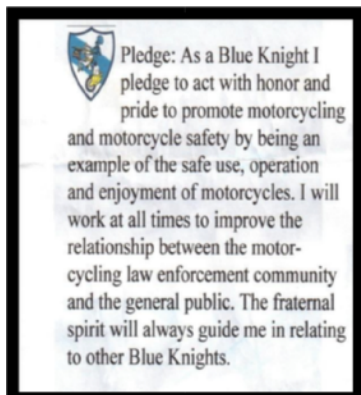 Pledge: As a Blue Knight I
pledge to act with honor and
pride to promote motorcycling
and motorcycle safety by being an
example of the safe use, operation
and enjoyment of motorcycles. I will
work at all times to improve the
relationship between the motor-
cycling law enforcement community
and the general public. The fraternal
spirit will always guide me in relating
to other Blue Knights.